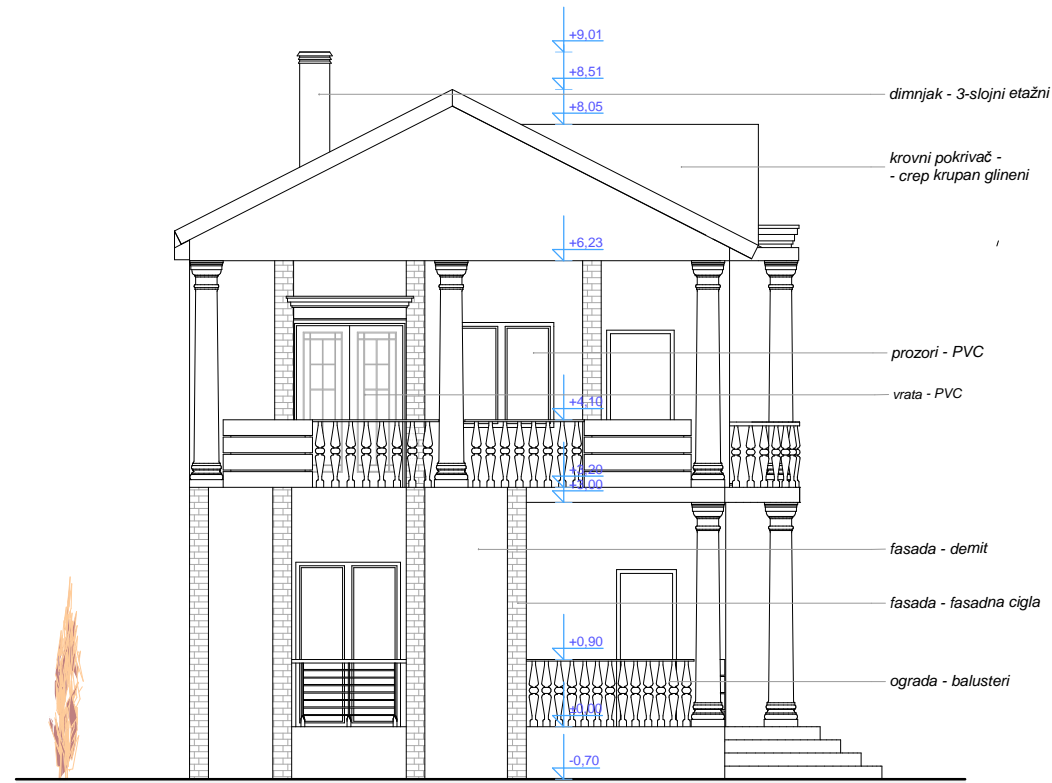 +9,01
+8,51
dimnjak - 3-slojni etažni
+8,05
krovni pokrivač -
- crep krupan glineni
+6,23
prozori - PVC
vrata - PVC
+4,10
+3,20
+3,00
fasada - demit
fasada - fasadna cigla
+0,90
ograda - balusteri
+0,00
-0,70